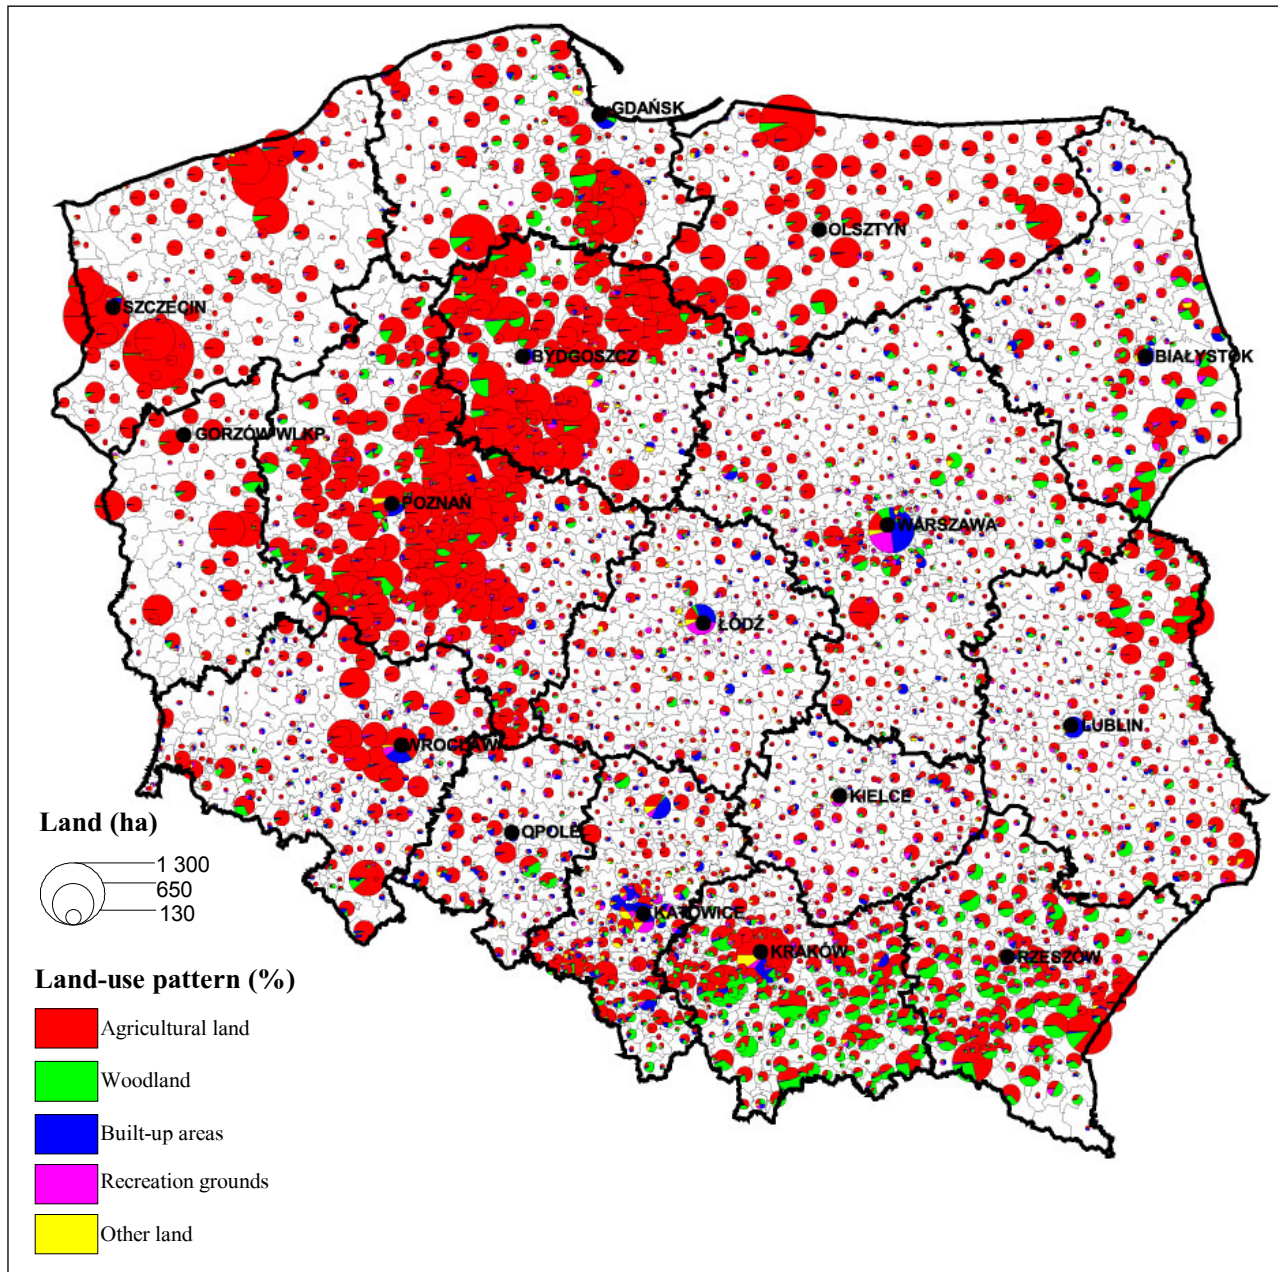 GDAŃSK
OLSZTYN
SZCZECIN
BYDGOSZCZ
BIAŁYSTOK
GORZÓW WLKP.
POZNAŃ
WARSZAWA
ŁÓDŹ
LUBLIN
WROCŁAW
KIELCE
OPOLE
KATOWICE
KRAKÓW
RZESZÓW
Land (ha)
1 300
650
130
Land-use pattern (%)
Agricultural land
Woodland
Built-up areas
Recreation grounds
Other land